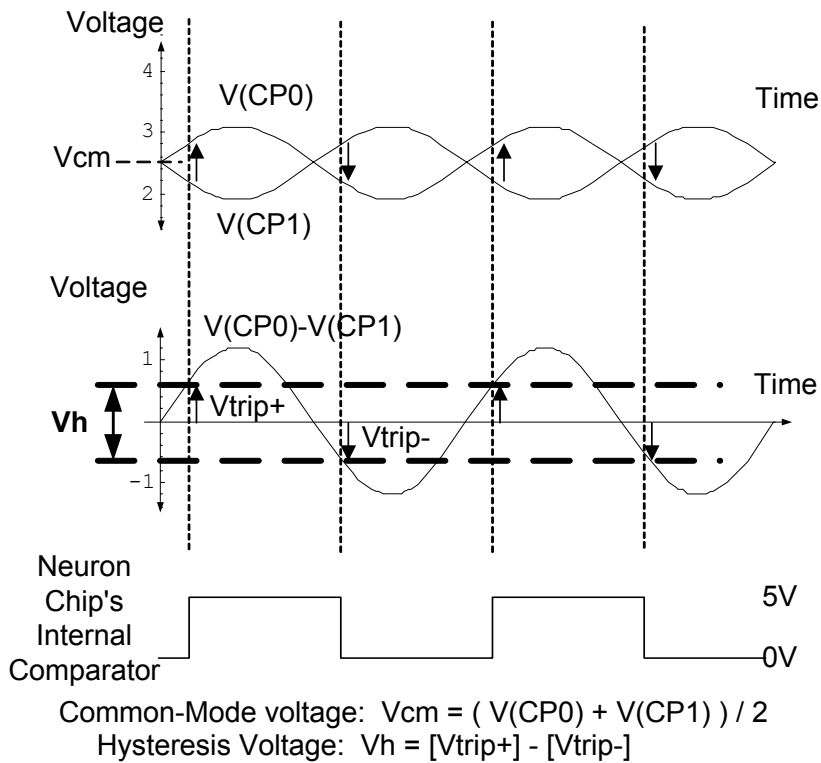 Voltage
4
V(CP0)
Time
3
Vcm
2
V(CP1)
Voltage
V(CP0)-V(CP1)
1
Time
Vtrip+
Vh
Vtrip-
-1
Neuron
Chip's
Internal
Comparator
5V
0V
Common-Mode voltage: Vcm = ( V(CP0) + V(CP1) ) / 2
Hysteresis Voltage: Vh = [Vtrip+] - [Vtrip-]